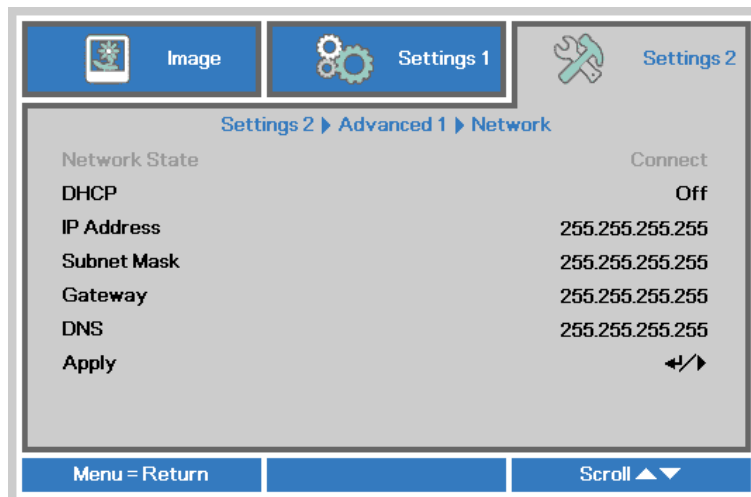 Image
Settings 1
Settings 2
Settings 2 ▶ Advanced 1 ▶ Network
Network State Connect
DHCP Off
IP Address 255.255.255.255
Subnet Mask 255.255.255.255
Gateway 255.255.255.255
DNS 255.255.255.255
Apply ↵/▶
Menu = Return
Scroll ▲▼